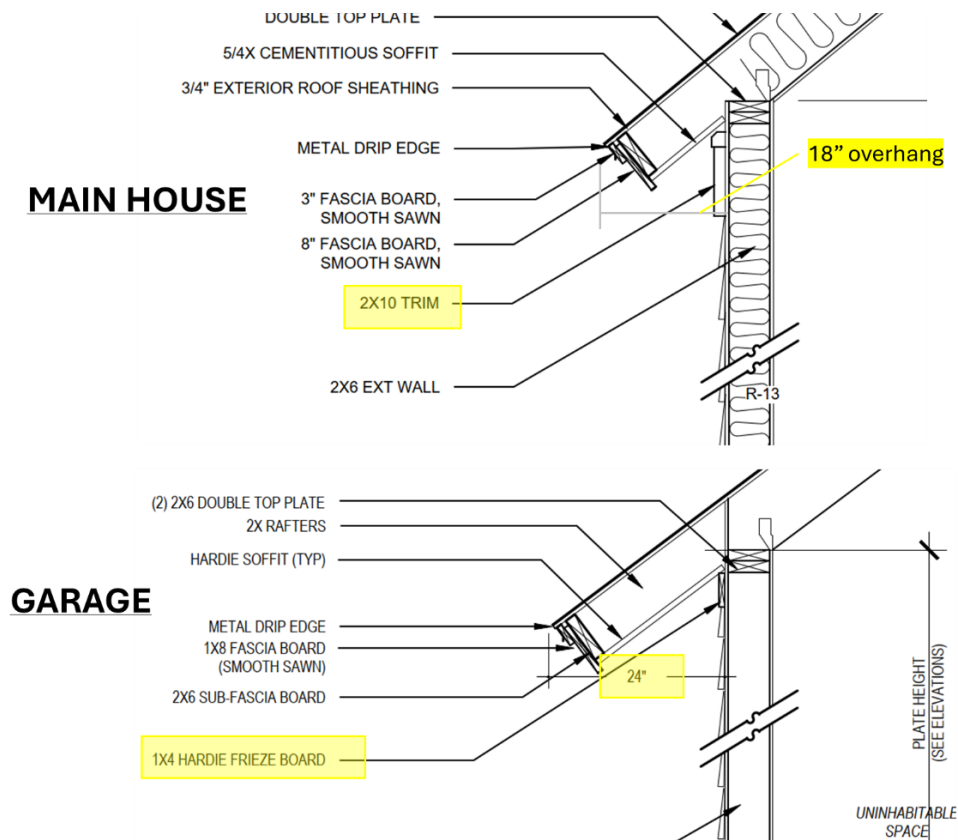 DOUBLE TOP PLATE
5/4X CEMENTITIOUS SOFFIT
3/4" EXTERIOR ROOF SHEATHING
METAL DRIP EDGE
18” overhang
MAIN HOUSE
3" FASCIA BOARD,
SMOOTH SAWN
8" FASCIA BOARD,
SMOOTH SAWN
2X10 TRIM
2X6 EXT WALL
R-13
(2) 2X6 DOUBLE TOP PLATE
2X RAFTERS
HARDIE SOFFIT (TYP)
GARAGE
METAL DRIP EDGE
1X8 FASCIA BOARD
(SMOOTH SAWN)
2X6 SUB-FASCIA BOARD
24"
1X4 HARDIE FRIEZE BOARD
PLATE HEIGHT
(SEE ELEVATIONS)
UNINHABITABLE
SPACE